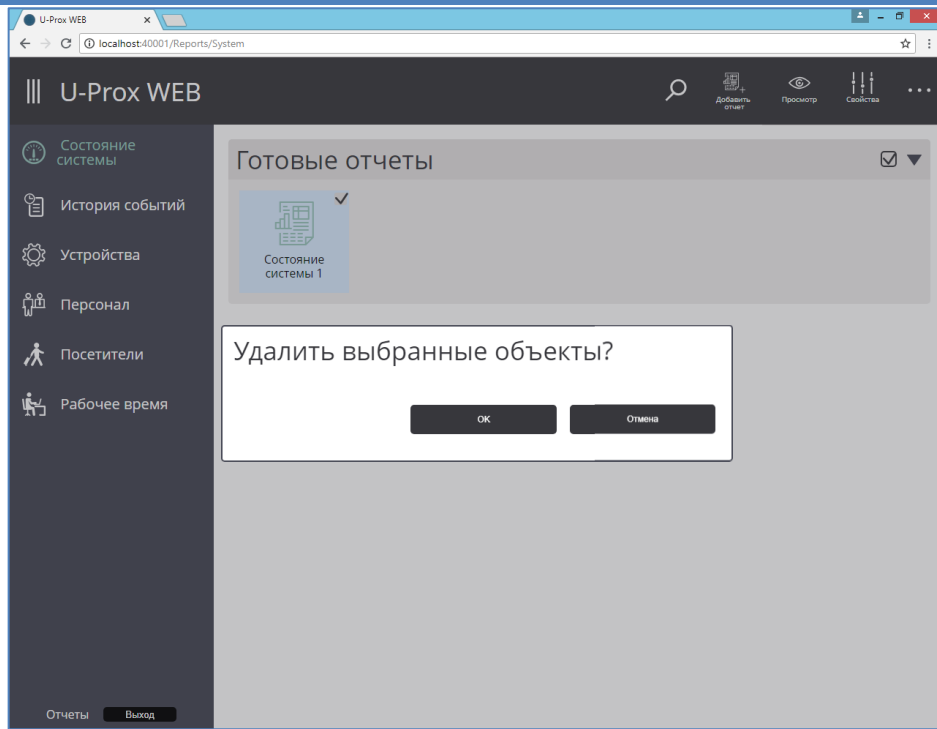 U-Prox WEB
localhost:40001/Reports/System
U-Prox WEB
Добавить
отчет
Просмотр
Свойства
Состояние
системы
История событий
Устройства
Персонал
Посетители
Рабочее время
Готовые отчеты
Состояние
системы 1
Удалить выбранные объекты?
ОК
Отмена
Отчеты
Выход